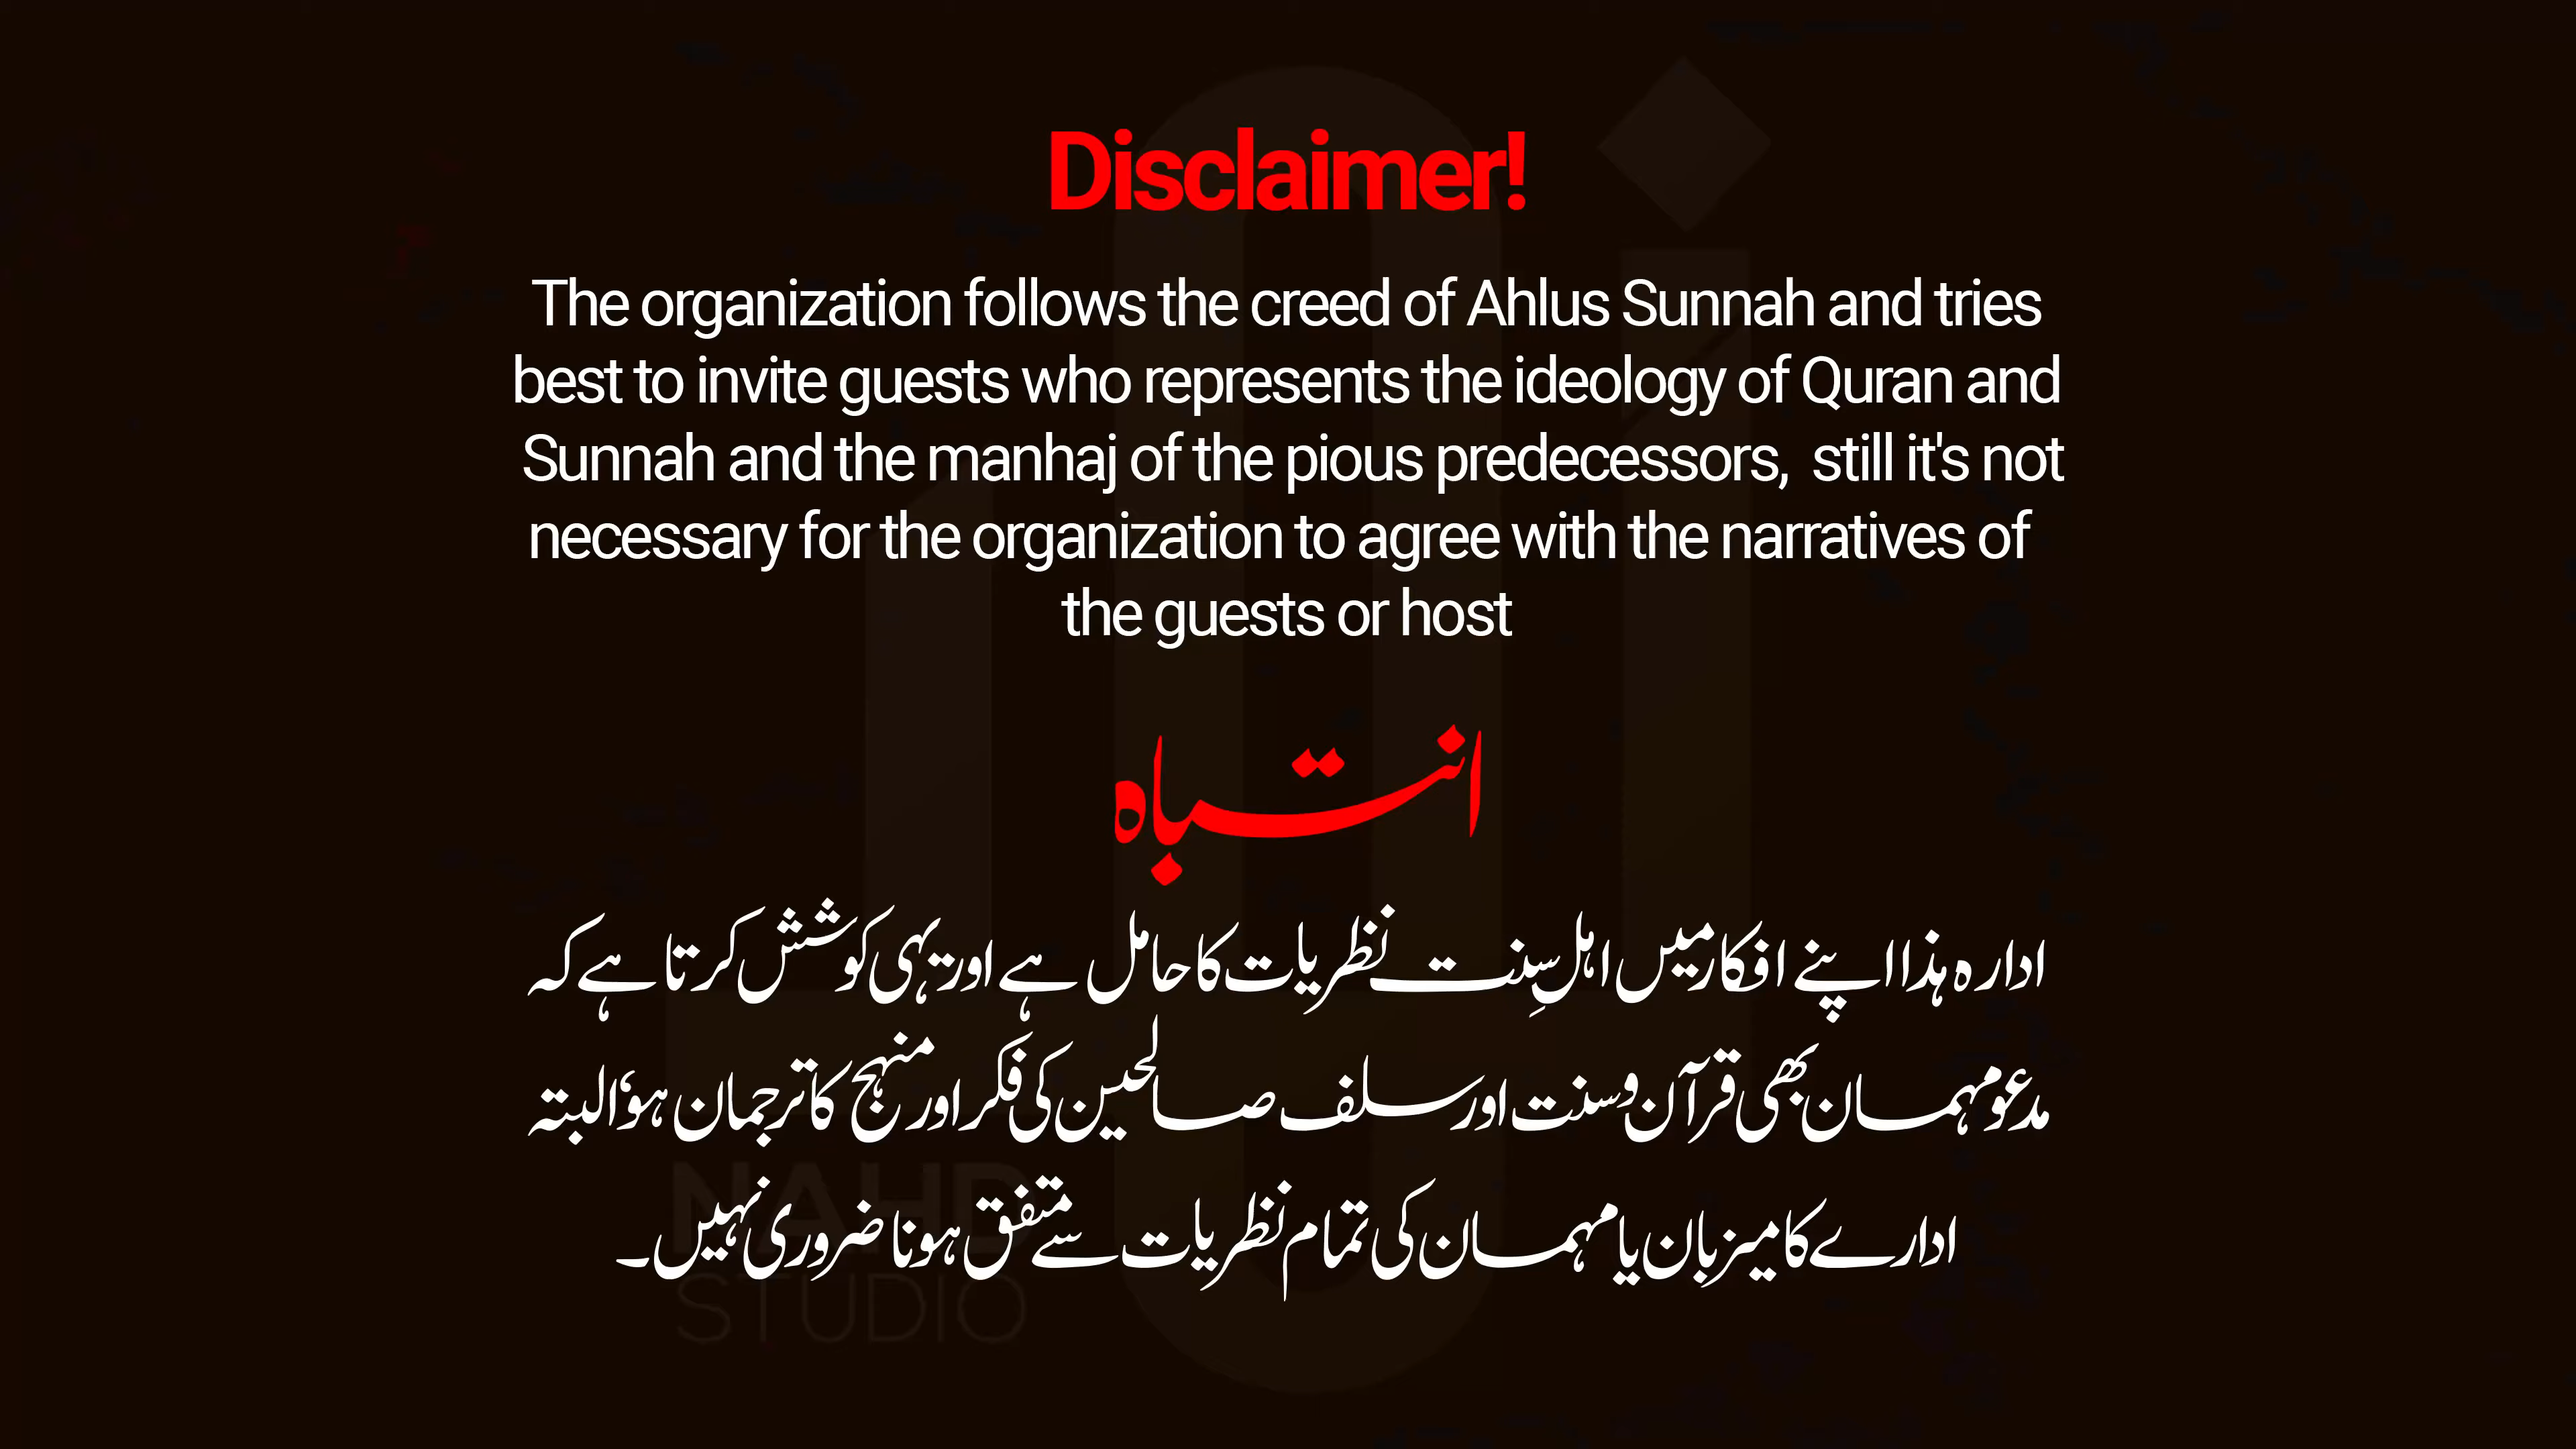 Disclaimer!
The organization follows the creed of Ahlus Sunnah and tries
best to invite guests who represents the ideology of Quran and
Sunnah and the manhaj of the pious predecessors, still it's not
necessary for the organization to agree with the narratives of
the guests or host
انتباہ
ادارہ ہذا اپنے افکار میں اہلِ سنت نظریات کا حامل ہے اور یہی کوشش کرتا ہے کہ
مدعو مہمان بھی قرآن و سنت اور سلف صالحین کی فکر اور منہج کا ترجمان ہو‘ البتہ
ادارے کا میزبان یا مہمان کی تمام نظریات سے متفق ہونا ضروری نہیں۔
NAHD
STUDIO